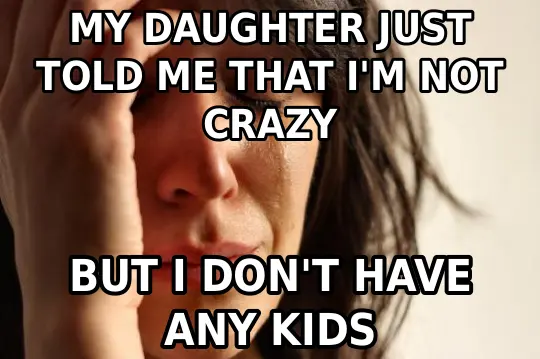 MY DAUGHTER JUST
TOLD ME THAT I'M NOT
CRAZY
BUT I DON'T HAVE
ANY KIDS